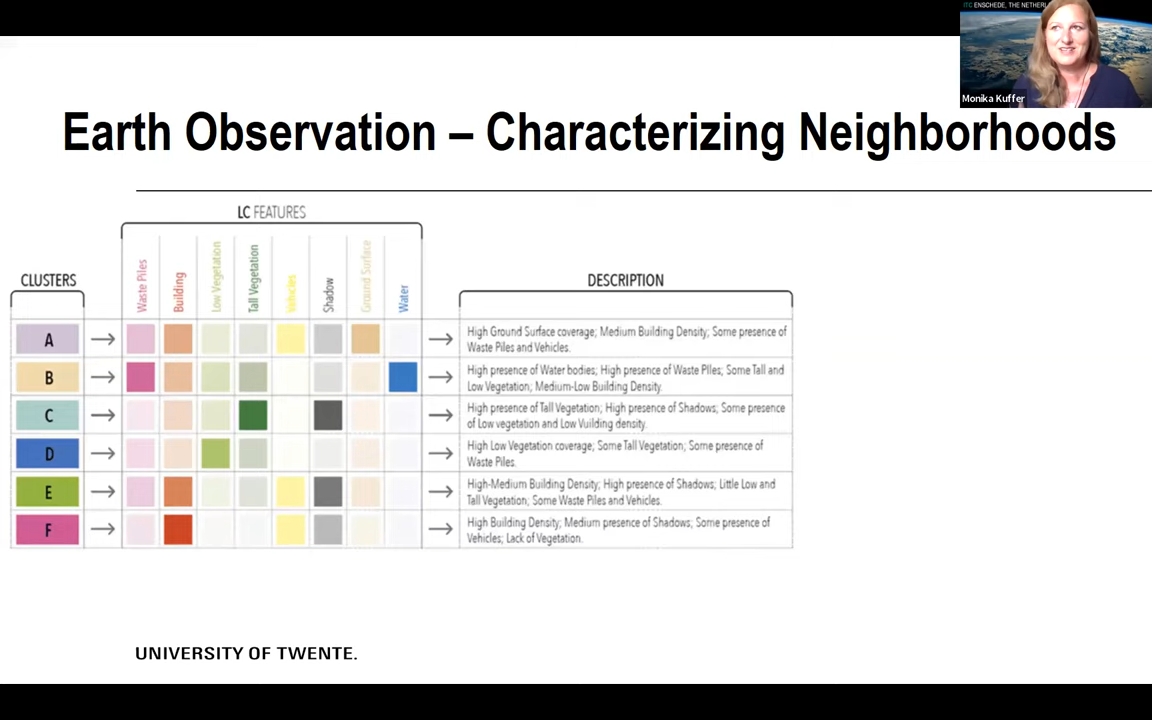 ITC ENSCHEDE, THE NETHERL
Monika Kuffer
Earth Observation – Characterizing Neighborhoods
LC FEATURES
CLUSTERS
Waste Piles
Building
Low Vegetation
Tall Vegetation
Vehicles
Shadow
Ground Surface
Water
DESCRIPTION
A
High Ground Surface coverage; Medium Building Density; Some presence of
Waste Piles and Vehicles.
B
High presence of Water bodies; High presence of Waste PIles; Some Tall and
Low Vegetation; Medium-Low Building Density.
C
High presence of Tall Vegetation; High presence of Shadows; Some presence
of Low vegetation and Low Vuilding density.
D
High Low Vegetation coverage; Some Tall Vegetation; Some presence of
Waste Piles.
E
High-Medium Building Density; High presence of Shadows; Little Low and
Tall Vegetation; Some Waste Piles and Vehicles.
F
High Building Density; Medium presence of Shadows; Some presence of
Vehicles; Lack of Vegetation.
UNIVERSITY OF TWENTE.